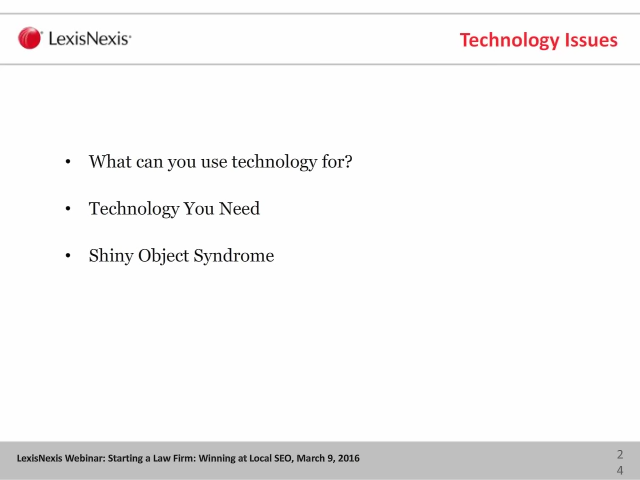 LexisNexis®
Technology Issues
• What can you use technology for?
• Technology You Need
• Shiny Object Syndrome
LexisNexis Webinar: Starting a Law Firm: Winning at Local SEO, March 9, 2016
2
4